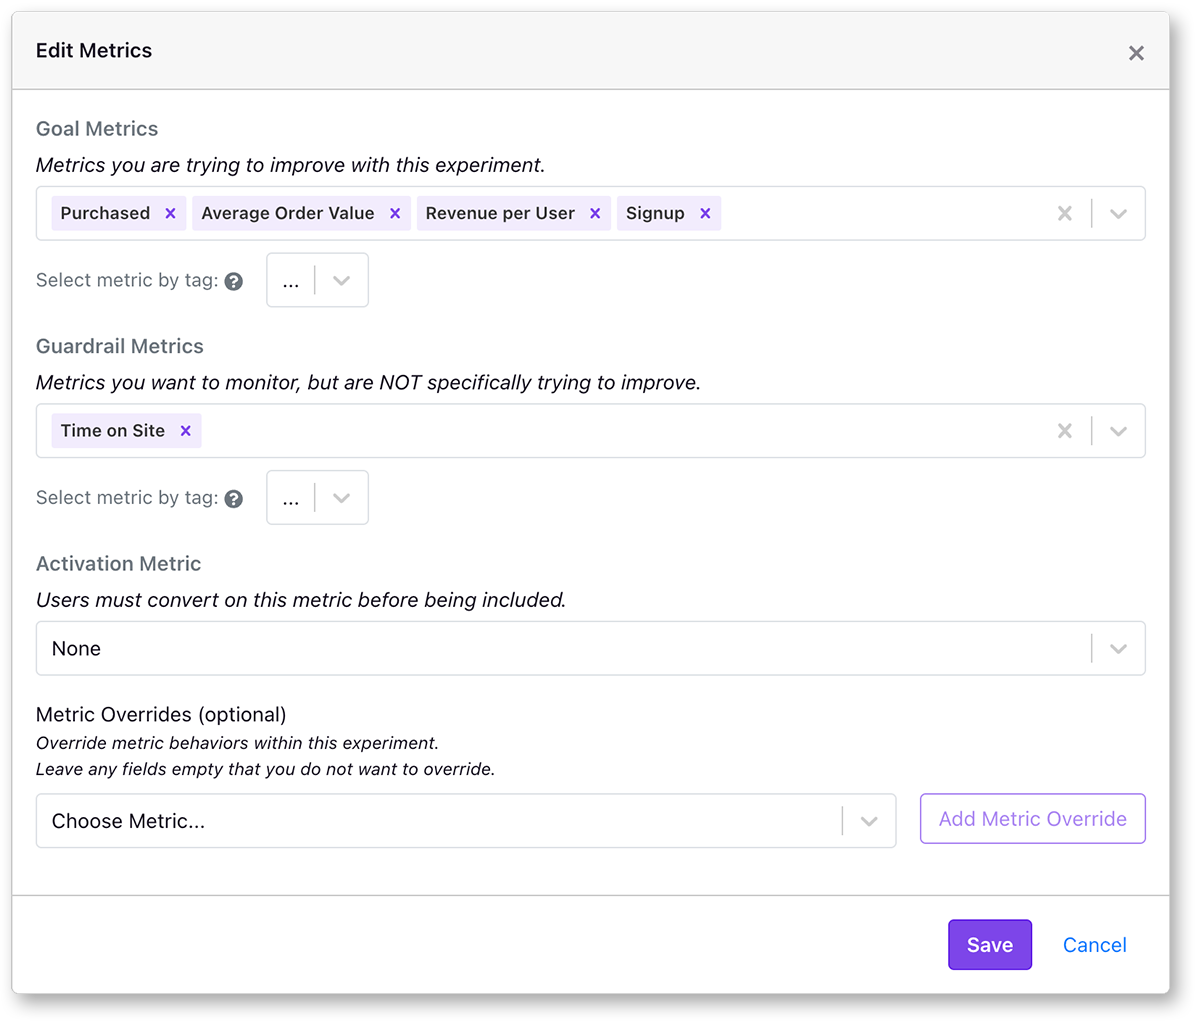 Edit Metrics
Goal Metrics
Metrics you are trying to improve with this experiment.
Purchased Average Order Value Revenue per User Signup
Select metric by tag: ...
Guardrail Metrics
Metrics you want to monitor, but are NOT specifically trying to improve.
Time on Site
Select metric by tag: ...
Activation Metric
Users must convert on this metric before being included.
None
Metric Overrides (optional)
Override metric behaviors within this experiment.
Leave any fields empty that you do not want to override.
Choose Metric... Add Metric Override
Save Cancel